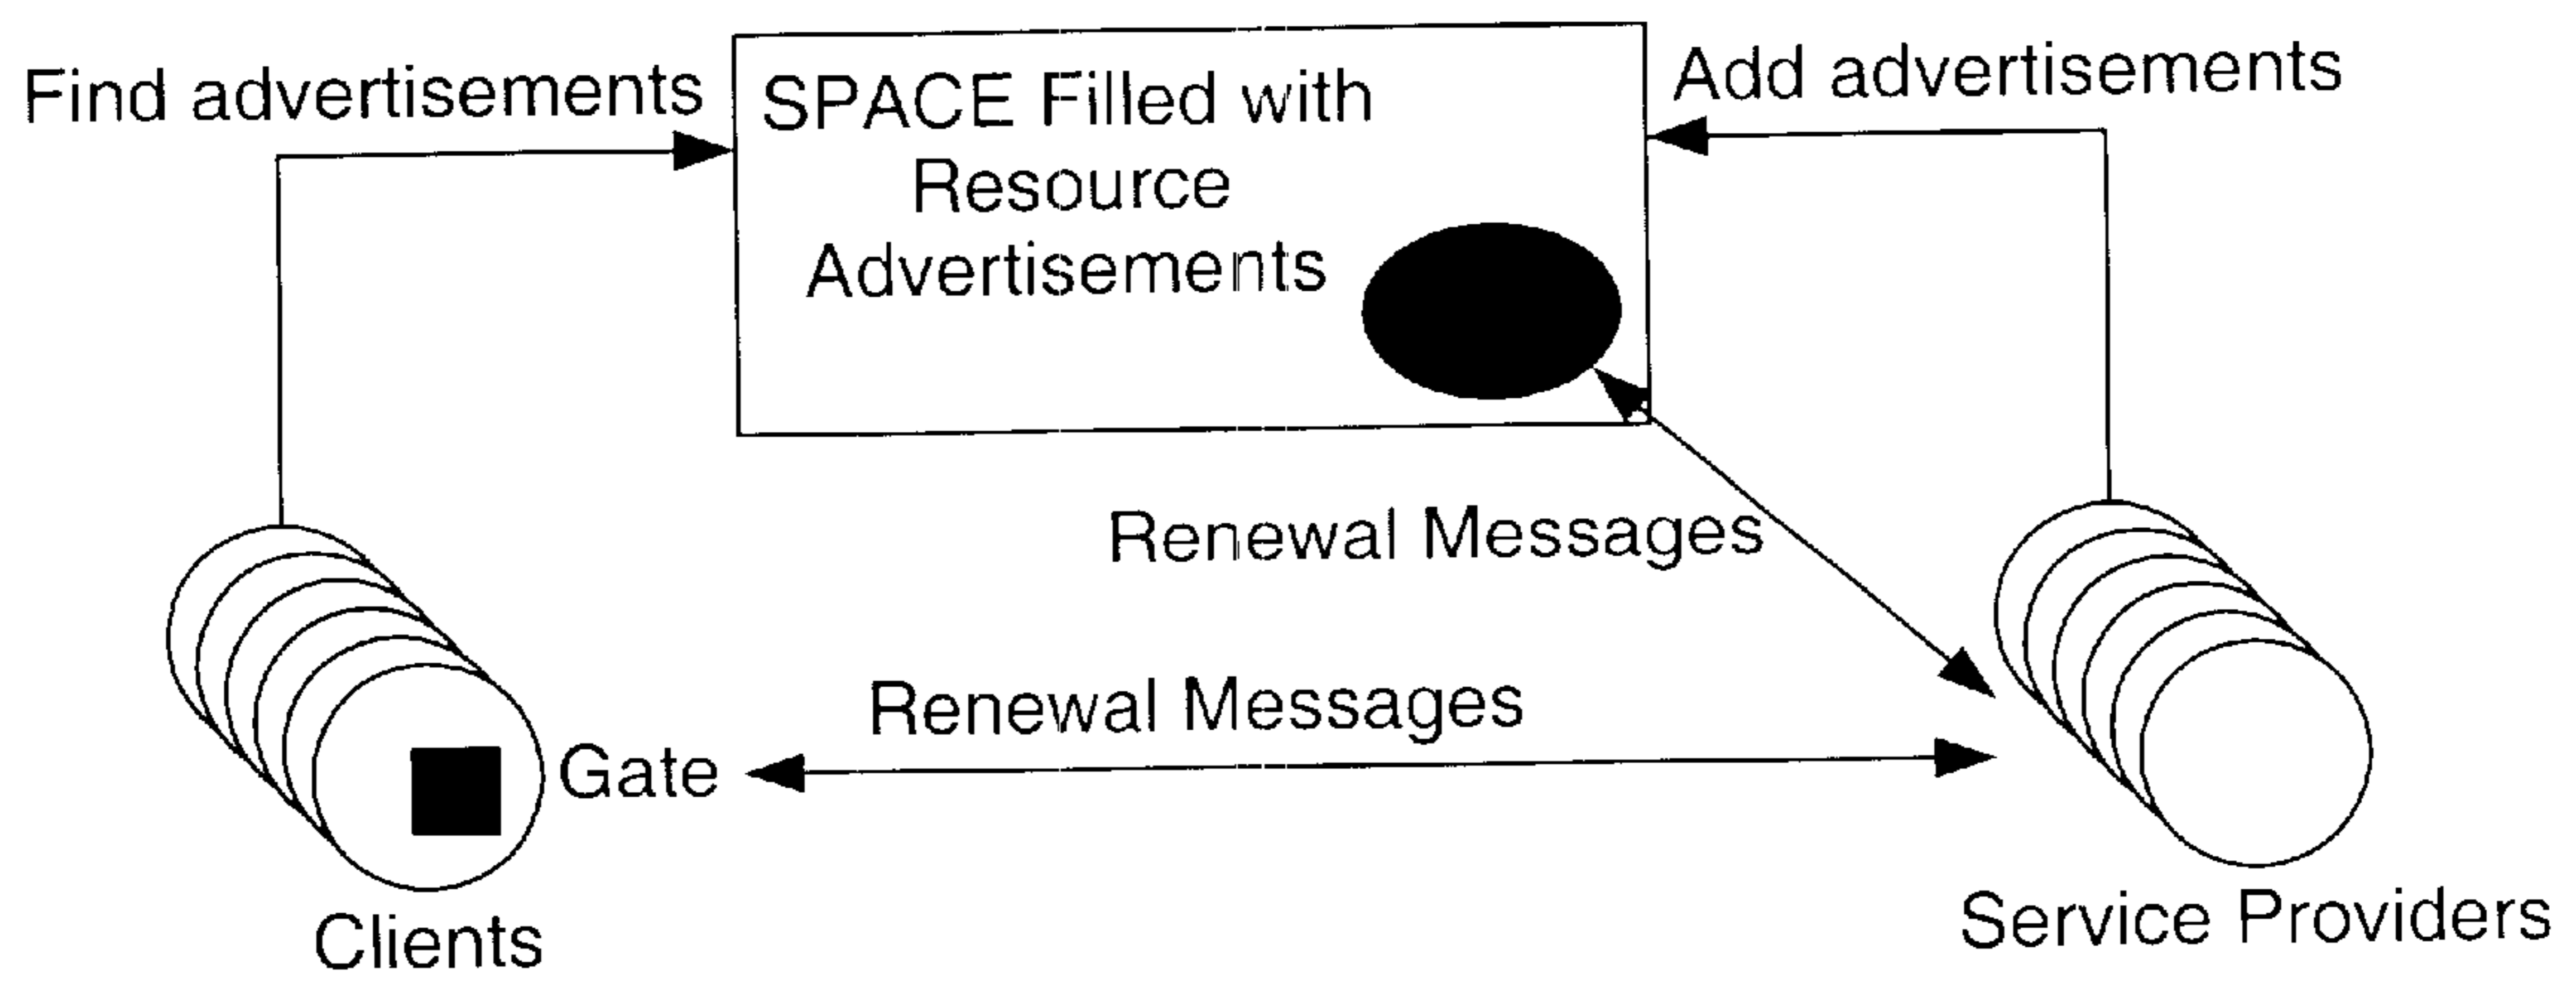 Find advertisements
SPACE Filled with
Resource
Advertisements
Add advertisements
Renewal Messages
Renewal Messages
Gate
Clients
Service Providers